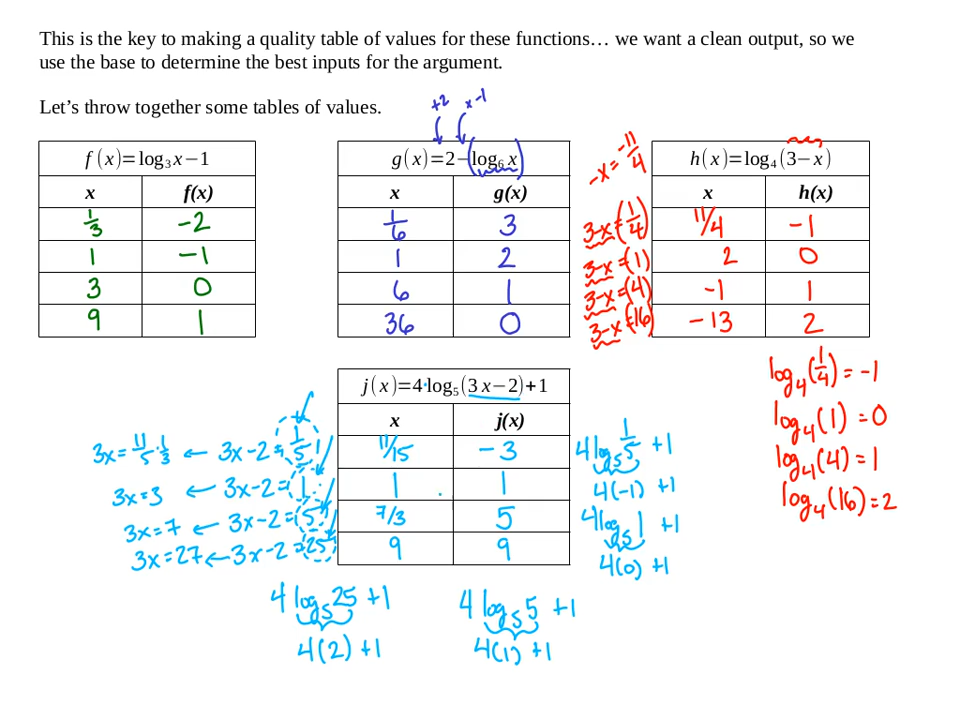 This is the key to making a quality table of values for these functions… we want a clean output, so we
use the base to determine the best inputs for the argument.
Let's throw together some tables of values.
+2 x -1
f(x)=log₃x−1
x f(x)
1/3 -2
1 -1
3 0
9 1
g(x)=2−(log₆x)
x g(x)
1/6 3
1 2
6 1
36 0
-x = -11/4
h(x)=log₄(3−x)
x h(x)
3-x=(1/4) 11/4 -1
3-x=(1) 2 0
3-x=(4) -1 1
3-x=(16) -13 2
log₄(1/4) = -1
log₄(1) = 0
log₄(4) = 1
log₄(16) = 2
j(x)=4·log₅(3x−2)+1
x j(x)
3x = 11/5 · 1/3 ← 3x-2 = 1/5 11/15 -3
3x=3 ← 3x-2 = 1 1 1
3x=7 ← 3x-2 = 5 7/3 5
3x=27 ← 3x-2 = 25 9 9
4 log₅ 1/5 +1
4(-1) +1
4 log₅ 1 +1
4(0) +1
4 log₅ 25 +1
4(2) +1
4 log₅ 5 +1
4(1) +1